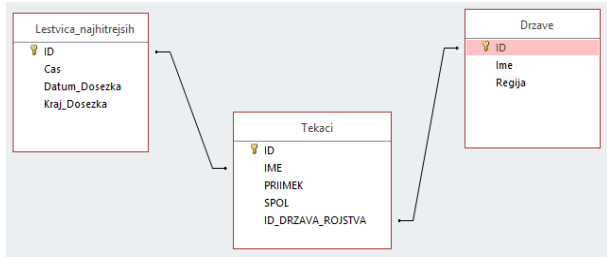 Lestvica_najhitrejsih
ID
Cas
Datum_Dosezka
Kraj_Dosezka
Tekaci
ID
IME
PRIIMEK
SPOL
ID_DRZAVA_ROJSTVA
Drzave
ID
Ime
Regija